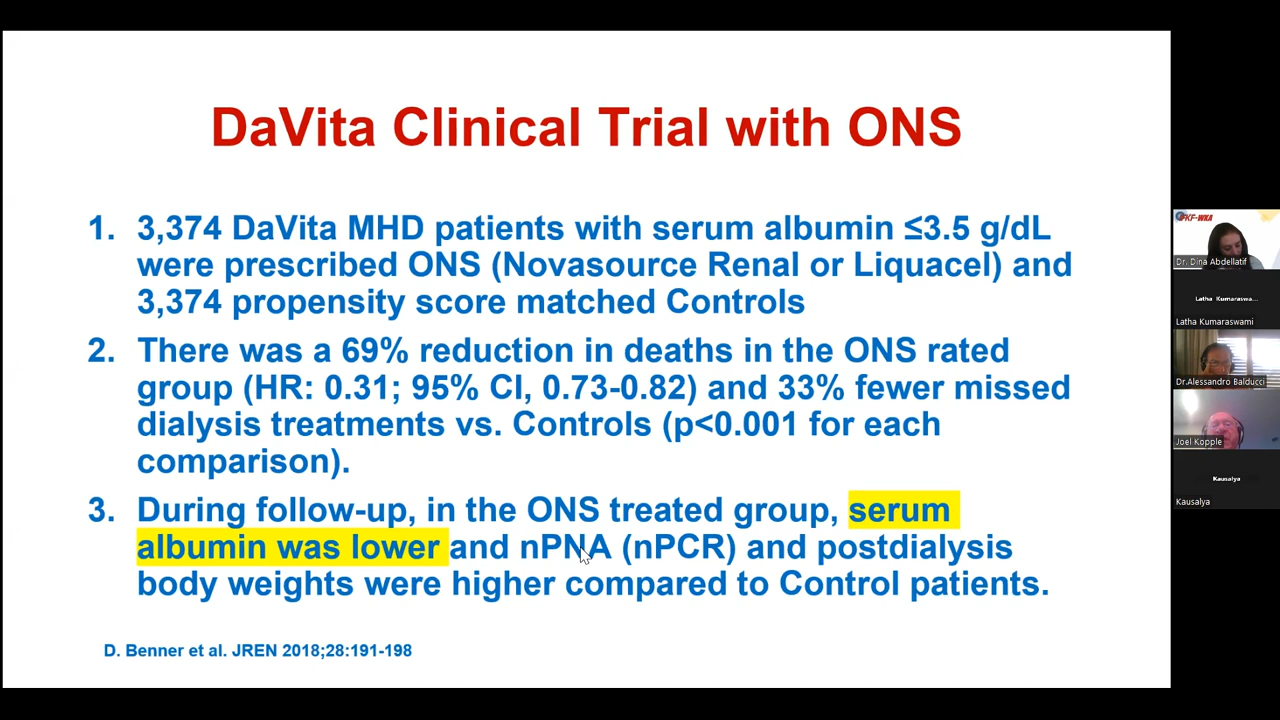 DaVita Clinical Trial with ONS
1. 3,374 DaVita MHD patients with serum albumin ≤3.5 g/dL
were prescribed ONS (Novasource Renal or Liquacel) and
3,374 propensity score matched Controls
2. There was a 69% reduction in deaths in the ONS rated
group (HR: 0.31; 95% CI, 0.73-0.82) and 33% fewer missed
dialysis treatments vs. Controls (p<0.001 for each
comparison).
3. During follow-up, in the ONS treated group, serum
albumin was lower and nPNA (nPCR) and postdialysis
body weights were higher compared to Control patients.
D. Benner et al. JREN 2018;28:191-198
IFKF-WKA
Dr. Dina Abdellatif
Latha Kumaraswa...
Latha Kumaraswami
Dr.Alessandro Balducci
Joel Kopple
Kausalya
Kausalya